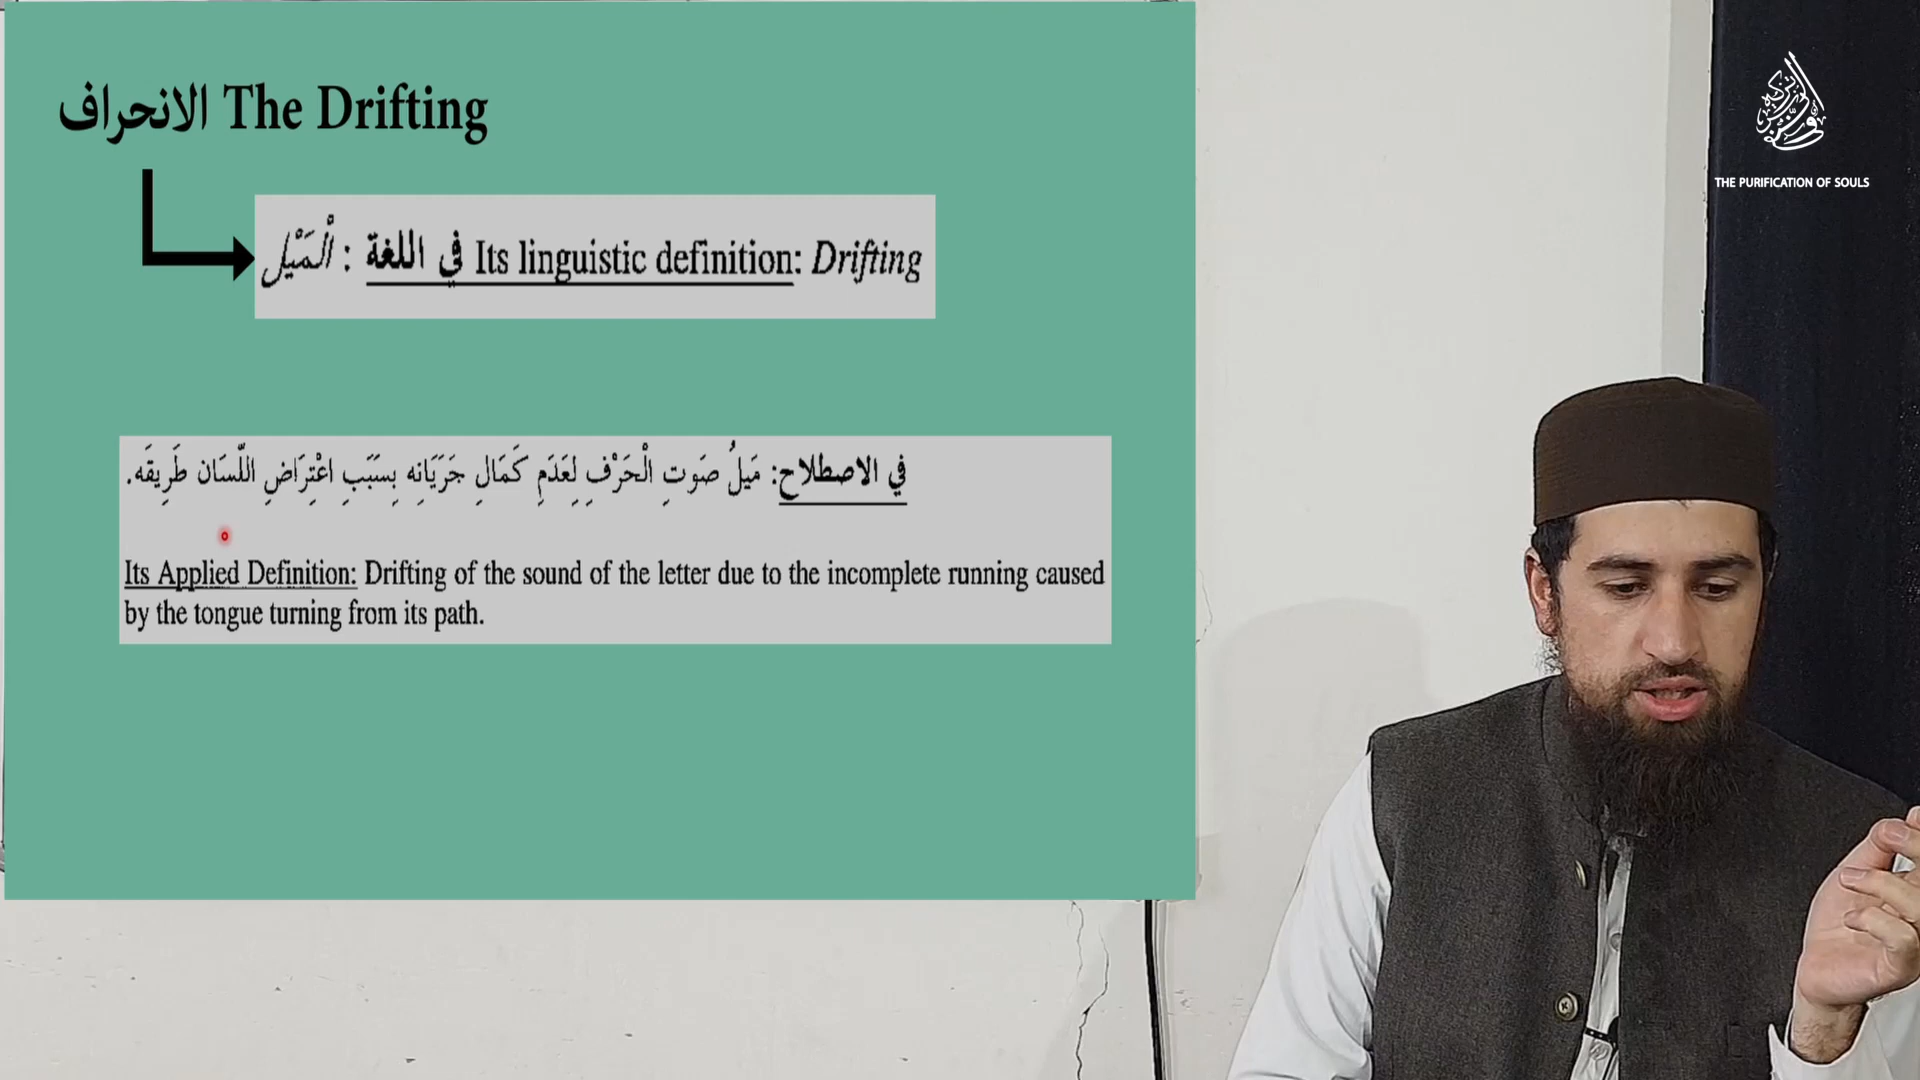 الانحراف The Drifting
الْمَيْل : في اللغة Its linguistic definition: Drifting
في الاصطلاح: مَيلُ صَوتِ الْحَرْفِ لِعَدَمِ كَمَالِ جَرَيَانِه بِسَبَبِ اعْتِرَاضِ اللّسَان طَرِيقَه.
Its Applied Definition: Drifting of the sound of the letter due to the incomplete running caused
by the tongue turning from its path.
THE PURIFICATION OF SOULS